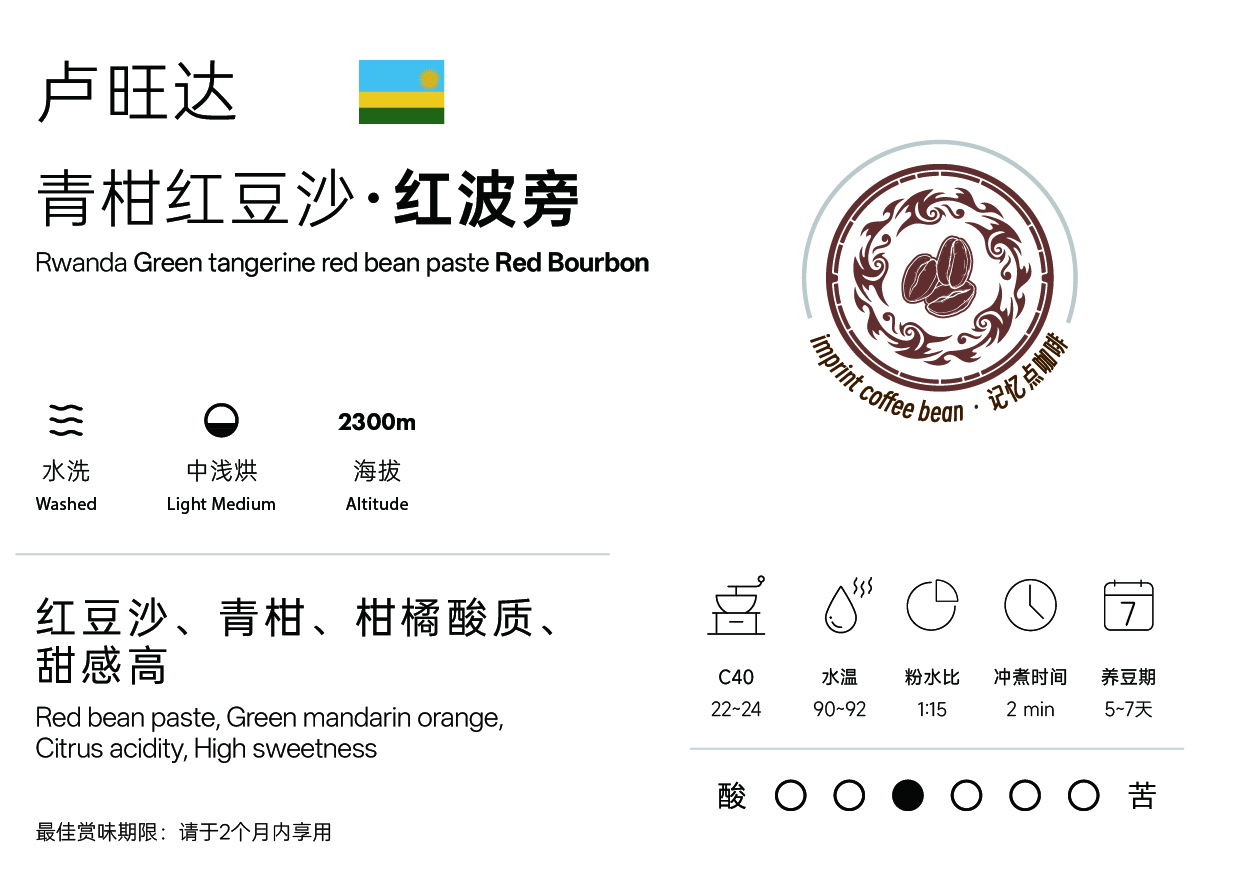 卢旺达
青柑红豆沙·红波旁
Rwanda Green tangerine red bean paste Red Bourbon
imprint coffee bean · 记忆点咖啡
2300m
水洗 中浅烘 海拔
Washed Light Medium Altitude
红豆沙、青柑、柑橘酸质、
甜感高
Red bean paste, Green mandarin orange,
Citrus acidity, High sweetness
最佳赏味期限：请于2个月内享用
7
C40 水温 粉水比 冲煮时间 养豆期
22~24 90~92 1:15 2 min 5~7天
酸 苦